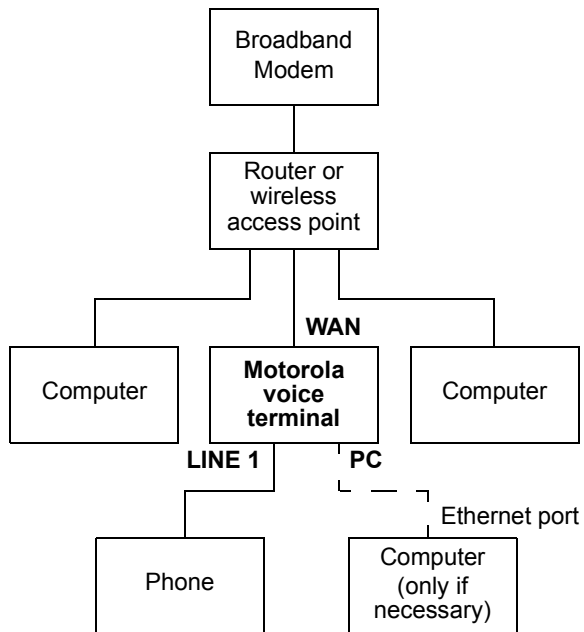 Broadband
Modem
Router or
wireless
access point
WAN
Computer
Motorola
voice
terminal
Computer
LINE 1
PC
Ethernet port
Phone
Computer
(only if
necessary)